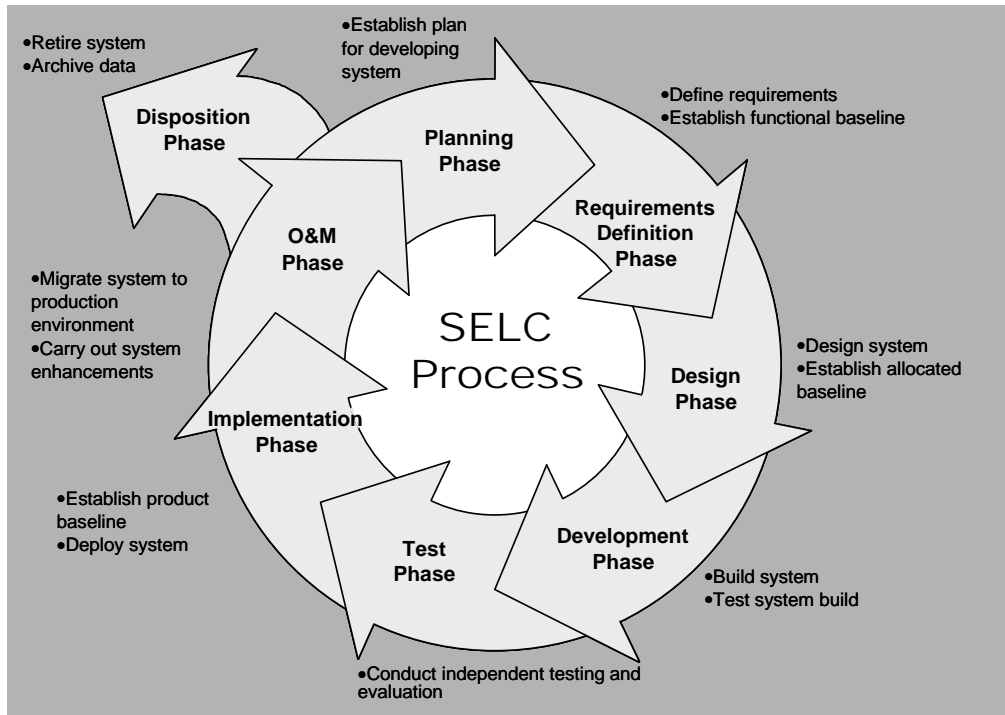 •Retire system
•Archive data
Disposition
Phase
•Establish plan
for developing
system
Planning
Phase
•Define requirements
•Establish functional baseline
Requirements
Definition
Phase
•Design system
•Establish allocated
baseline
Design
Phase
•Build system
•Test system build
Development
Phase
•Conduct independent testing and
evaluation
Test
Phase
•Establish product
baseline
•Deploy system
Implementation
Phase
•Migrate system to
production
environment
•Carry out system
enhancements
O&M
Phase
SELC
Process